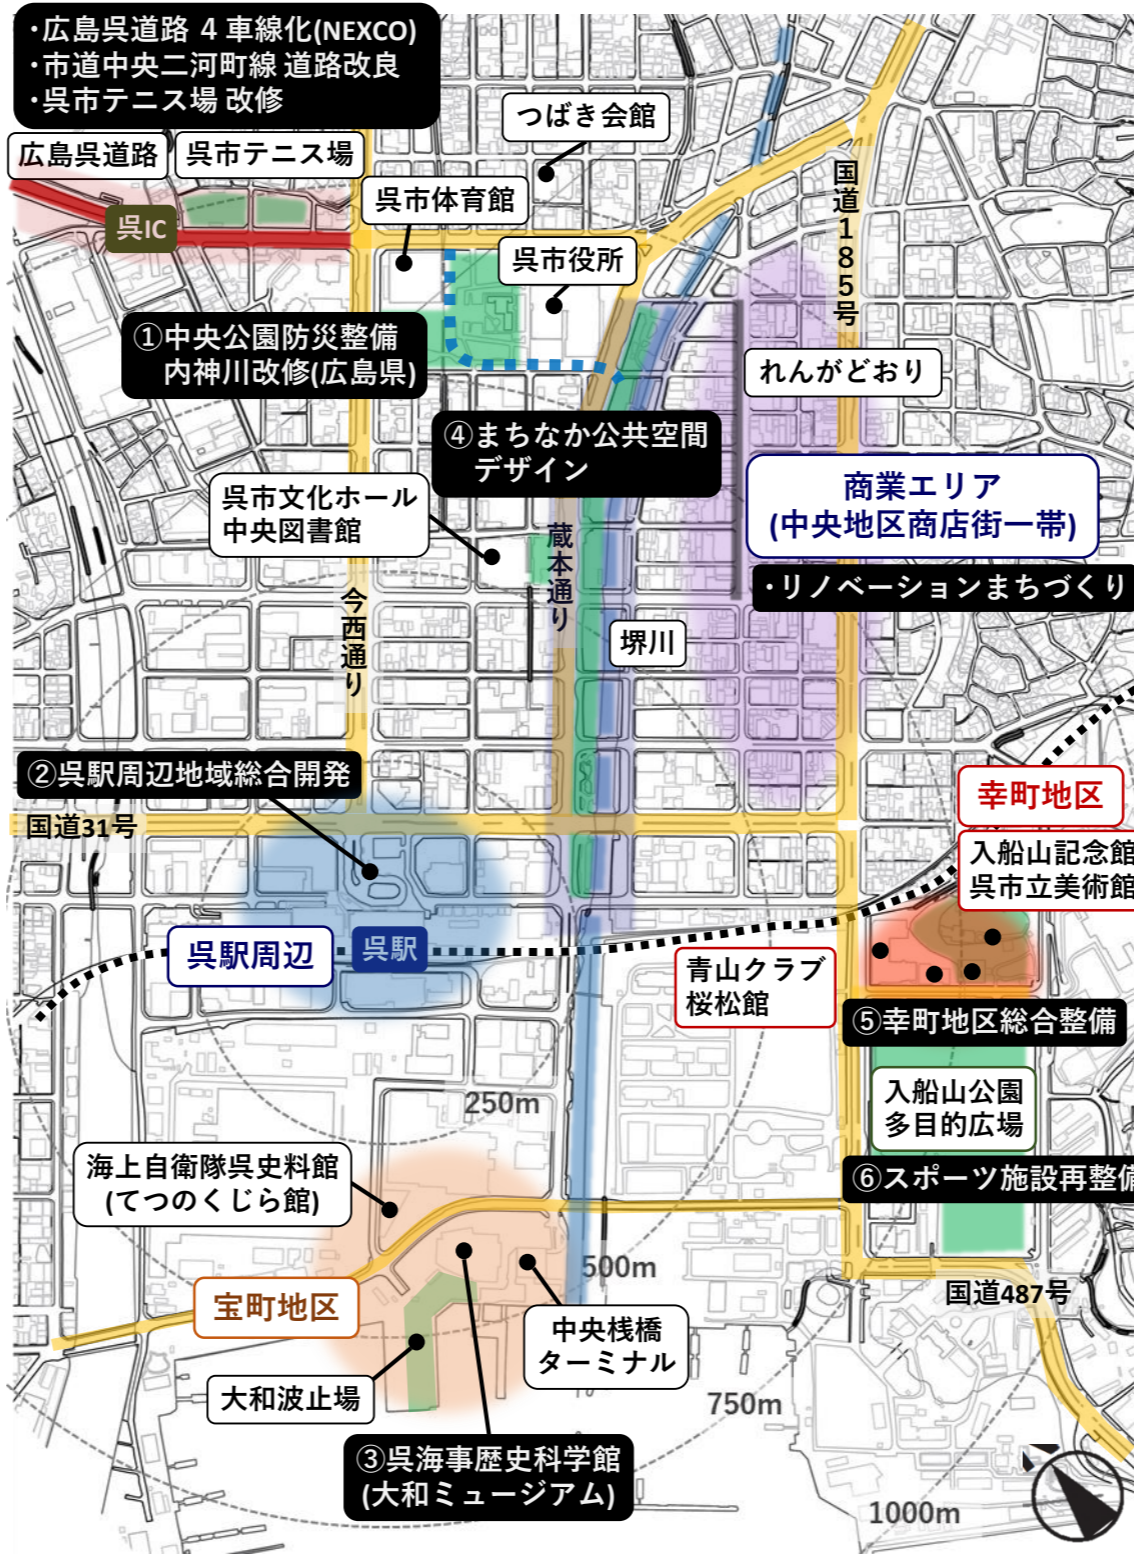 ・広島呉道路 4車線化(NEXCO)
・市道中央二河町線 道路改良
・呉市テニス場 改修
広島呉道路
呉市テニス場
呉IC
つばき会館
呉市体育館
呉市役所
国道185号
①中央公園防災整備
内神川改修(広島県)
れんがどおり
④まちなか公共空間
デザイン
商業エリア
(中央地区商店街一帯)
・リノベーションまちづくり
呉市文化ホール
中央図書館
蔵本通り
今西通り
堺川
②呉駅周辺地域総合開発
国道31号
幸町地区
入船山記念館
呉市立美術館
呉駅周辺
呉駅
青山クラブ
桜松館
⑤幸町地区総合整備
入船山公園
多目的広場
⑥スポーツ施設再整備
250m
海上自衛隊呉史料館
(てつのくじら館)
500m
国道487号
宝町地区
中央桟橋
ターミナル
大和波止場
750m
③呉海事歴史科学館
(大和ミュージアム)
1000m